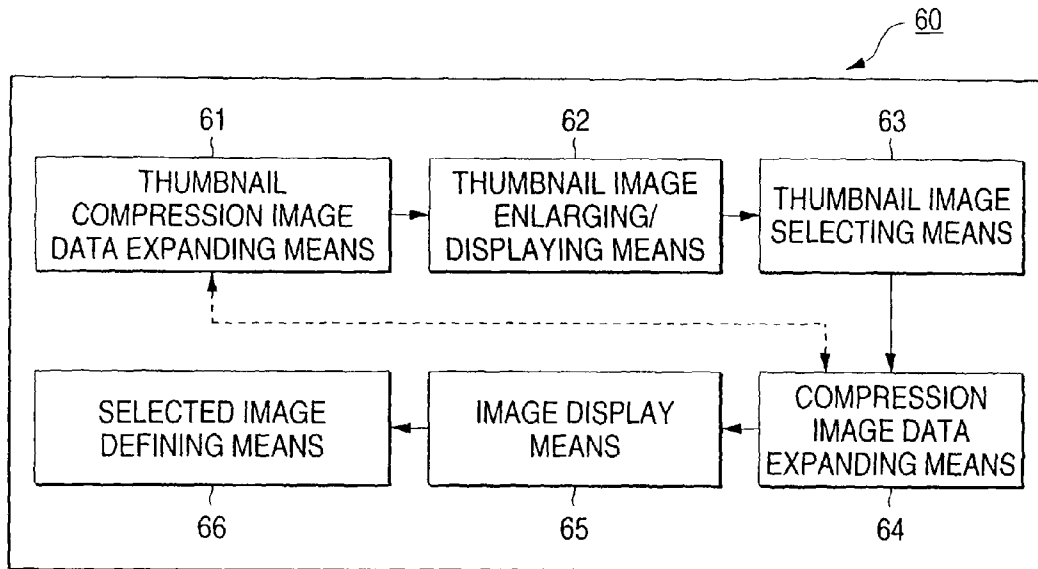 60
61
62
63
THUMBNAIL
COMPRESSION IMAGE
DATA EXPANDING MEANS
THUMBNAIL IMAGE
ENLARGING/
DISPLAYING MEANS
THUMBNAIL IMAGE
SELECTING MEANS
SELECTED IMAGE
DEFINING MEANS
IMAGE DISPLAY
MEANS
COMPRESSION
IMAGE DATA
EXPANDING MEANS
66
65
64